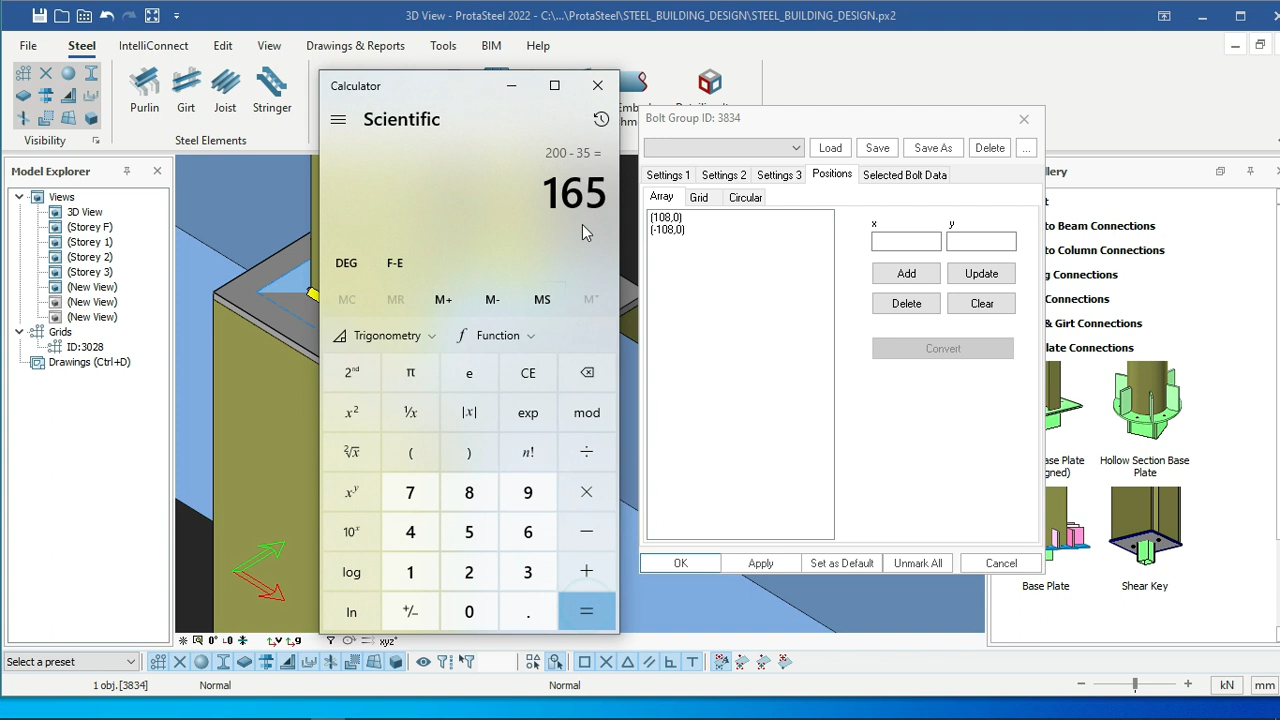 3D View - ProtaSteel 2022 - C:\...\ProtaSteel\STEEL_BUILDING_DESIGN\STEEL_BUILDING_DESIGN.px2
File Steel IntelliConnect Edit View Drawings & Reports Tools BIM Help
Purlin Girt Joist Stringer
Visibility Steel Elements
Model Explorer
Views
3D View
(Storey F)
(Storey 1)
(Storey 2)
(Storey 3)
(New View)
(New View)
(New View)
Grids
ID:3028
Drawings (Ctrl+D)
Calculator
Scientific
200 - 35 =
165
DEG F-E
MC MR M+ M- MS M˅
Trigonometry Function
2nd π e CE
x² ¹/x |x| exp mod
²√x ( ) n! ÷
xʸ 7 8 9 ×
10ˣ 4 5 6 −
log 1 2 3 +
ln +/− 0 . =
Bolt Group ID: 3834
Load Save Save As Delete ...
Settings 1 Settings 2 Settings 3 Positions Selected Bolt Data
Array Grid Circular
(108,0)
(-108,0)
x y
Add Update
Delete Clear
Convert
OK Apply Set as Default Unmark All Cancel
to Beam Connections
to Column Connections
Connections
& Girt Connections
Plate Connections
Hollow Section Base
Plate
Base Plate Shear Key
xyz*
Select a preset
1 obj.[3834] Normal Normal kN mm